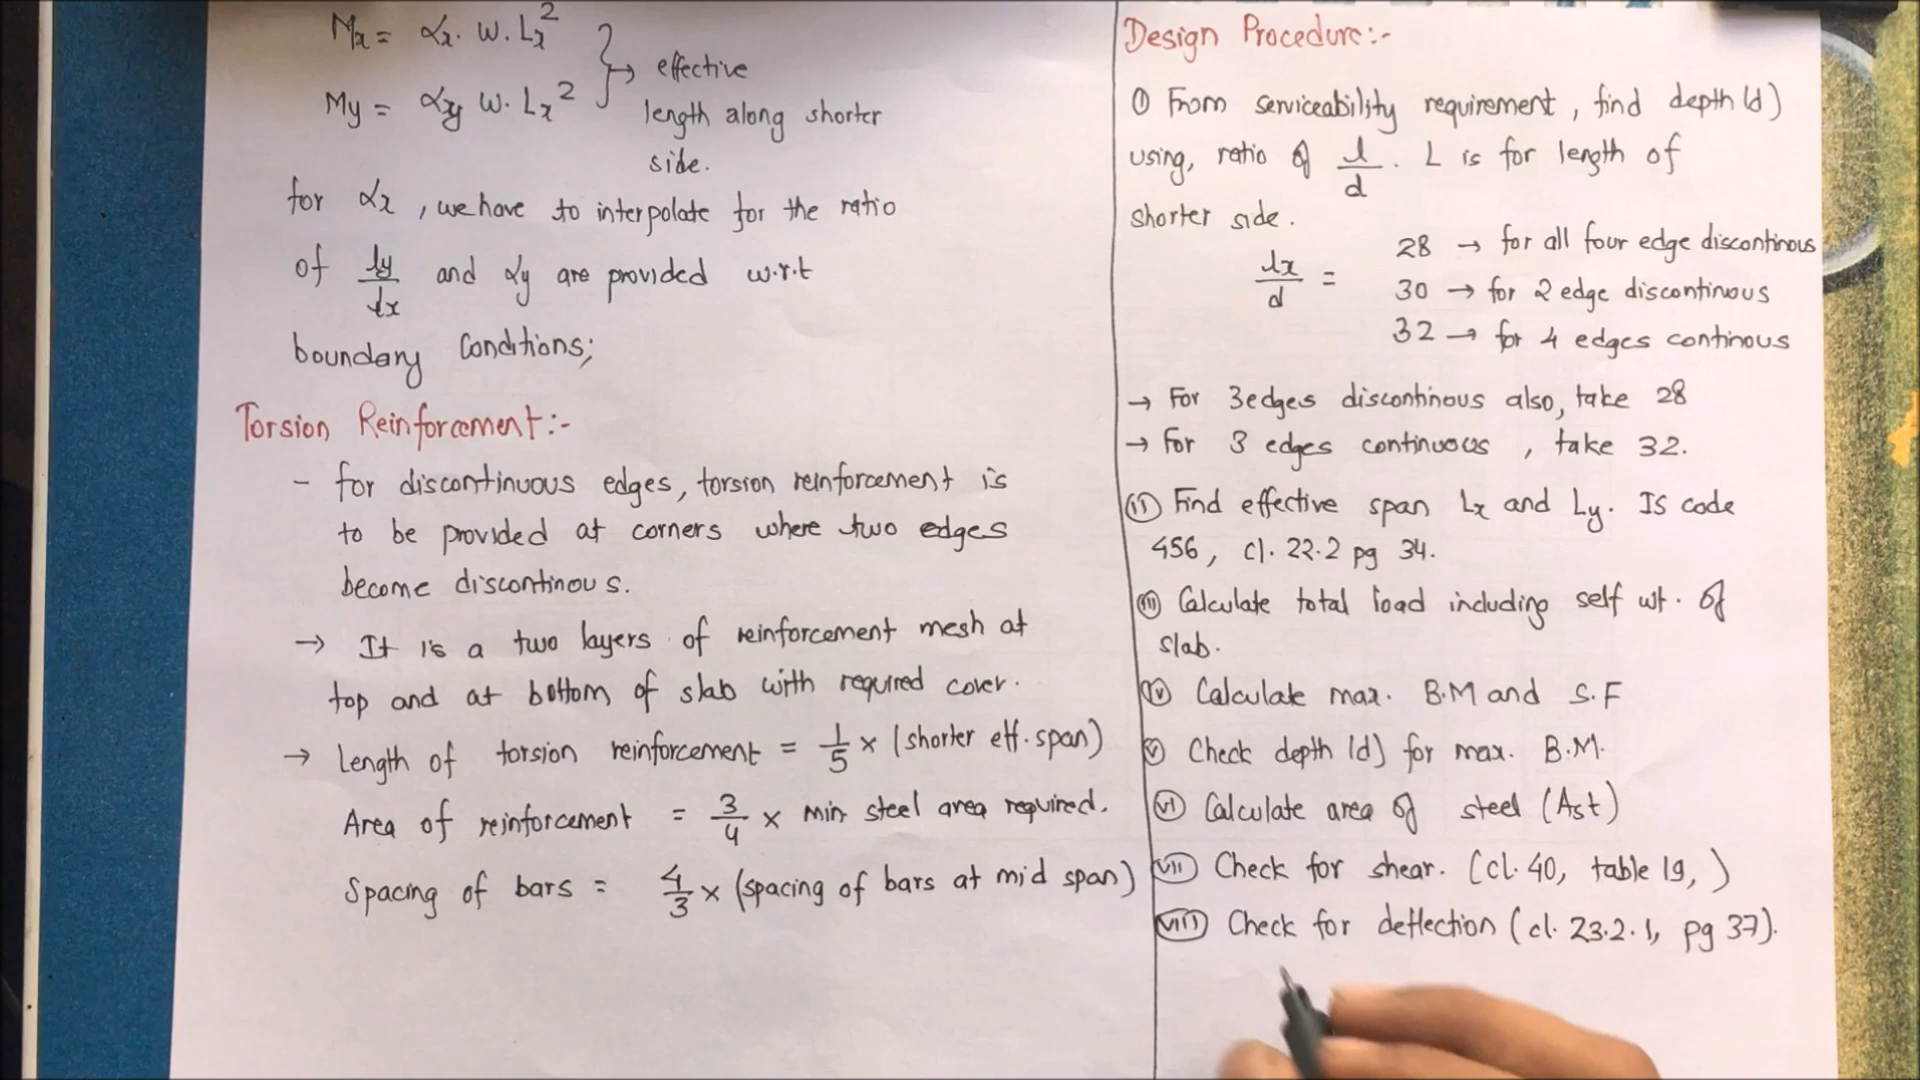 Mx = αx. W. Lx²
My = αy W. Lx²
} → effective
length along shorter
side.
for αx, we have to interpolate for the ratio
of ly/lx and αy are provided w.r.t
boundary Conditions;
Torsion Reinforcement:-
- for discontinuous edges, torsion reinforcement is
to be provided at corners where two edges
become discontinous.
→ It is a two layers of reinforcement mesh at
top and at bottom of slab with required cover.
→ Length of torsion reinforcement = 1/5 × (shorter eff. span)
Area of reinforcement = 3/4 × min steel area required.
Spacing of bars = 4/3 × (spacing of bars at mid span)
Design Procedure:-
① From serviceability requirement, find depth (d)
using, ratio of l/d. L is for length of
shorter side.
lx/d =
28 → for all four edge discontinous
30 → for 2 edge discontinous
32 → for 4 edges continous
→ For 3 edges discontinous also, take 28
→ For 3 edges continuous, take 32.
(ii) Find effective span Lx and Ly. IS code
456, cl. 22.2 pg 34.
(iii) Calculate total load including self wt. of
slab.
(iv) Calculate max. B.M and S.F
(v) Check depth (d) for max. B.M.
(vi) Calculate area of steel (Ast)
(vii) Check for shear. (cl. 40, table 19, )
(viii) Check for deflection (cl. 23.2.1, pg 37).